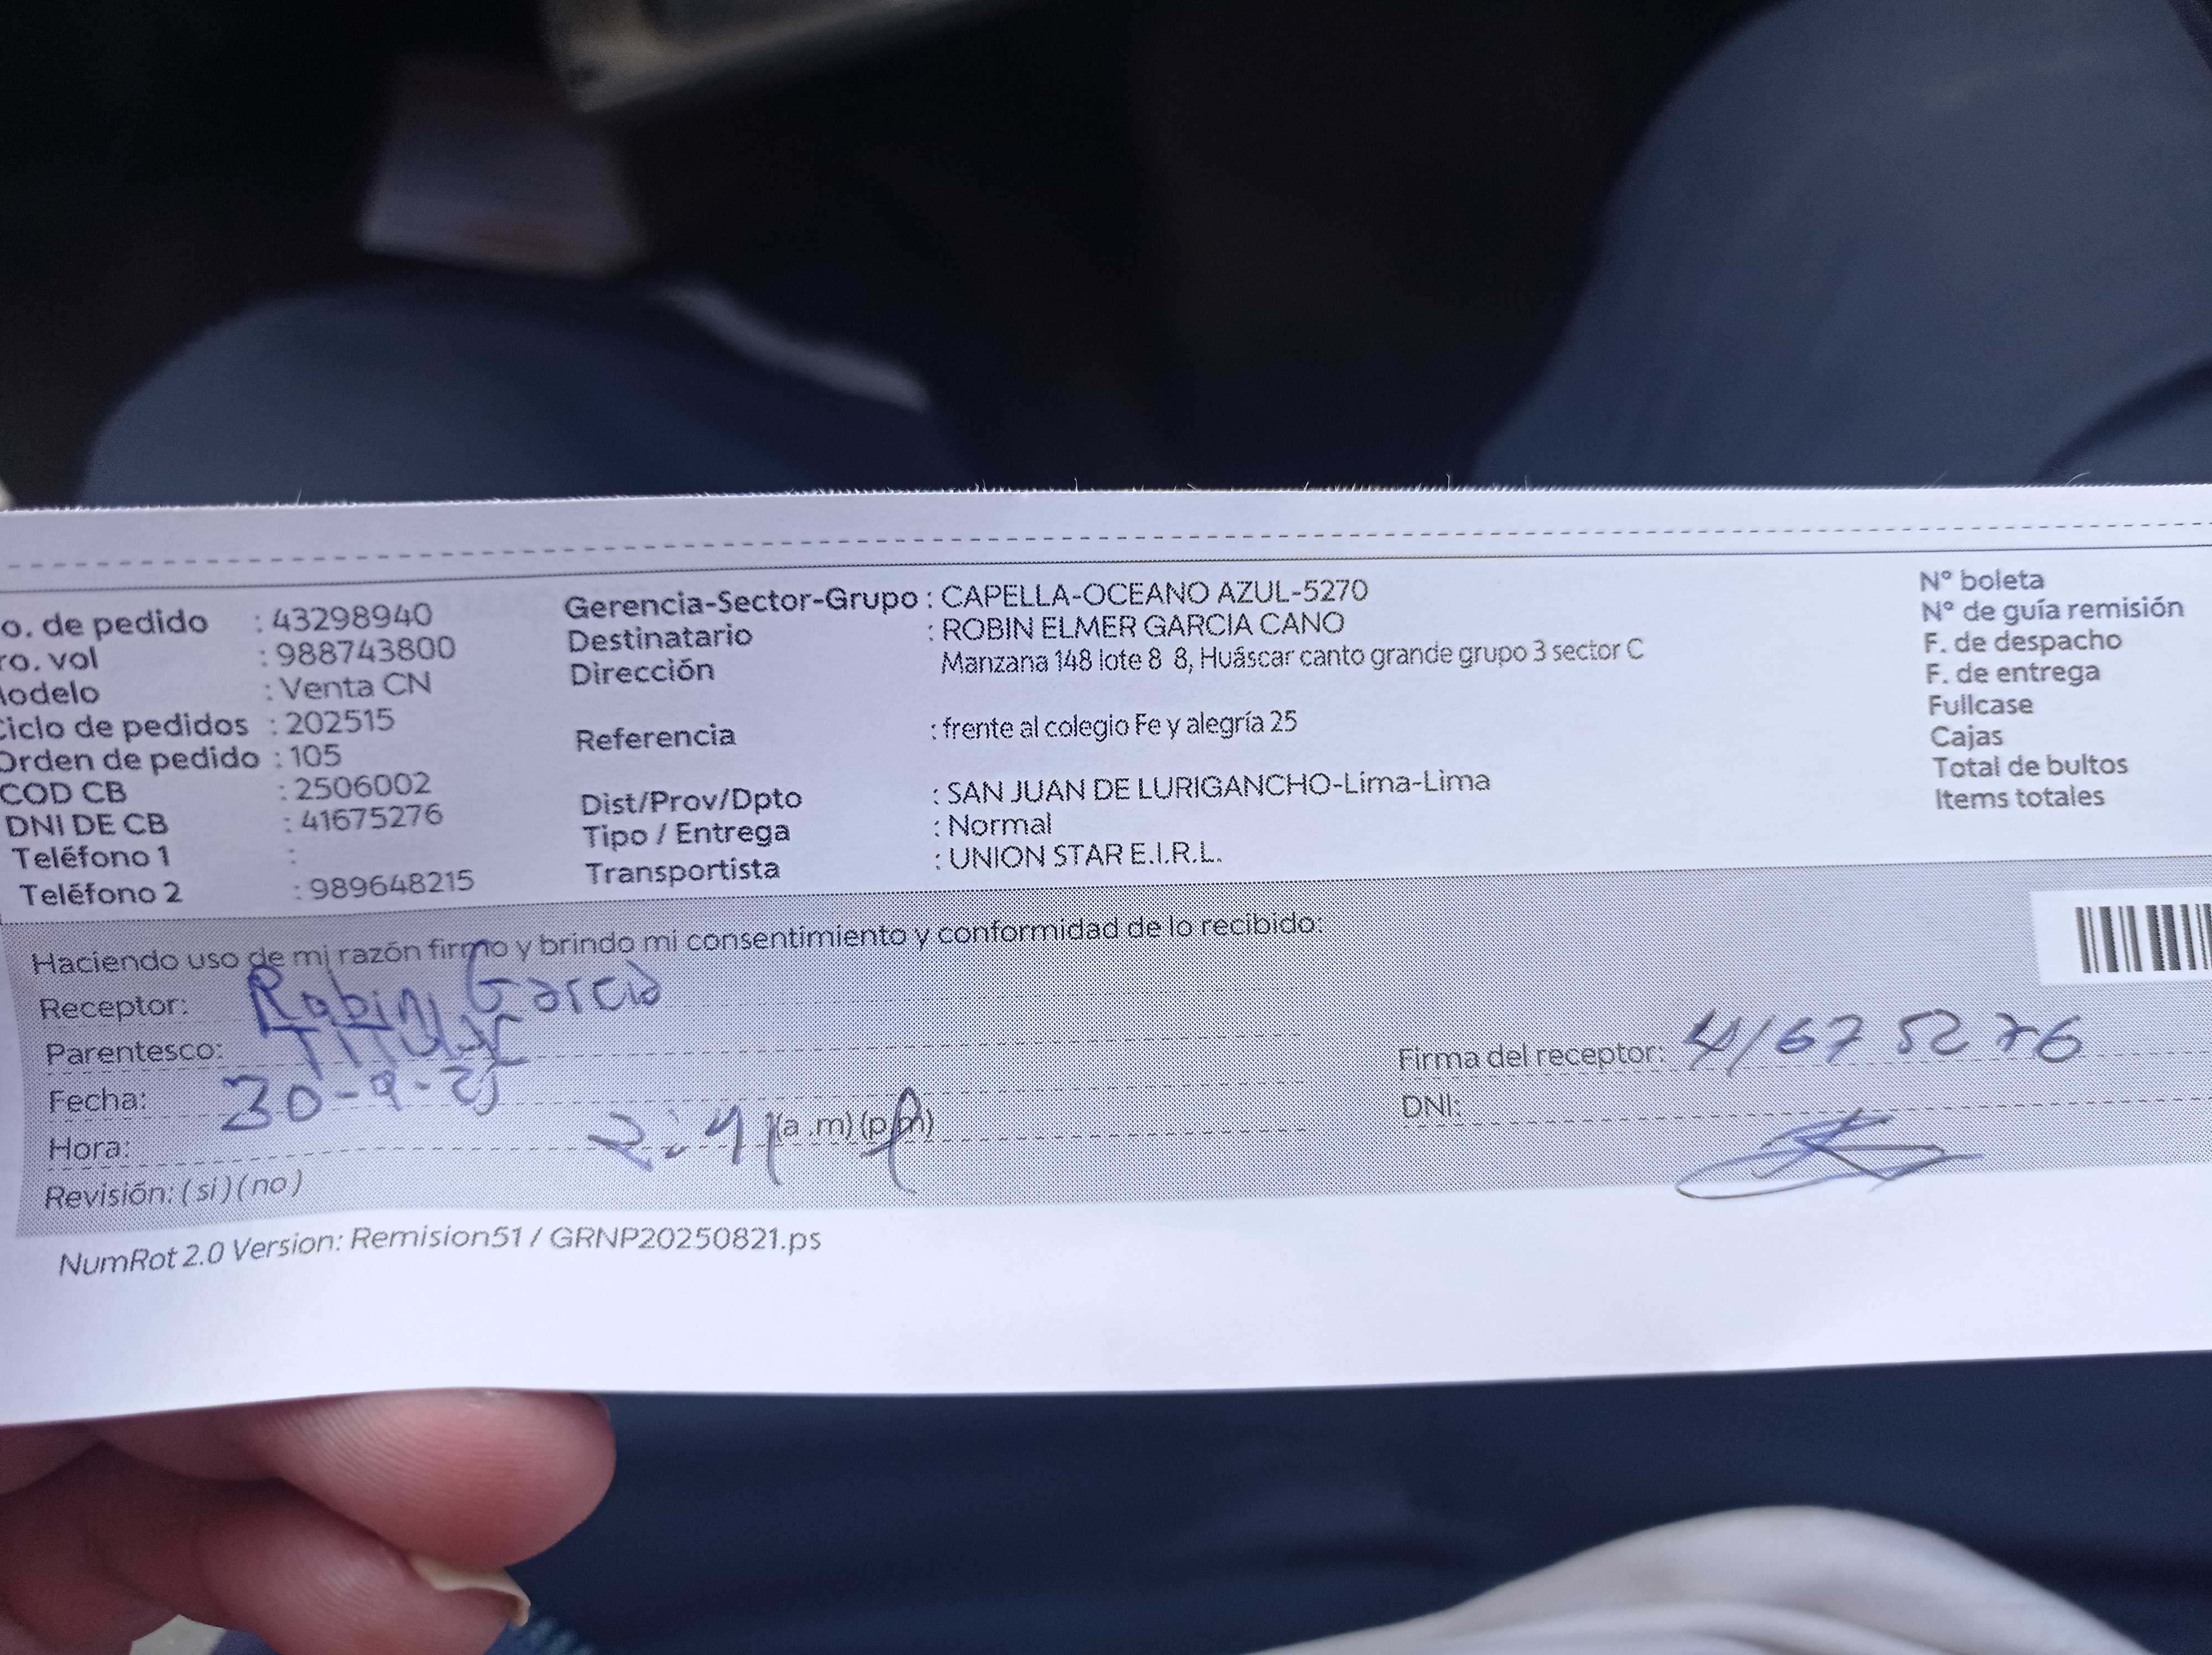 o. de pedido : 43298940
ro. vol : 988743800
odelo : Venta CN
Ciclo de pedidos : 202515
Orden de pedido : 105
COD CB : 2506002
DNI DE CB : 41675276
Teléfono 1 :
Teléfono 2 : 989648215
Gerencia-Sector-Grupo : CAPELLA-OCEANO AZUL-5270
Destinatario : ROBIN ELMER GARCIA CANO
Dirección Manzana 148 lote 8 8, Huáscar canto grande grupo 3 sector C
Referencia : frente al colegio Fe y alegría 25
Dist/Prov/Dpto : SAN JUAN DE LURIGANCHO-Lima-Lima
Tipo / Entrega : Normal
Transportista : UNION STAR E.I.R.L.
N° boleta
N° de guía remisión
F. de despacho
F. de entrega
Fullcase
Cajas
Total de bultos
Items totales
Haciendo uso de mi razón firmo y brindo mi consentimiento y conformidad de lo recibido:
Receptor: Robin Garcia
Parentesco: TITULAR
Fecha: 30-9-25
Hora: (a .m) (p.m)
Revisión: (si) (no)
Firma del receptor: 41675276
DNI:
NumRot 2.0 Version: Remision51 / GRNP20250821.ps